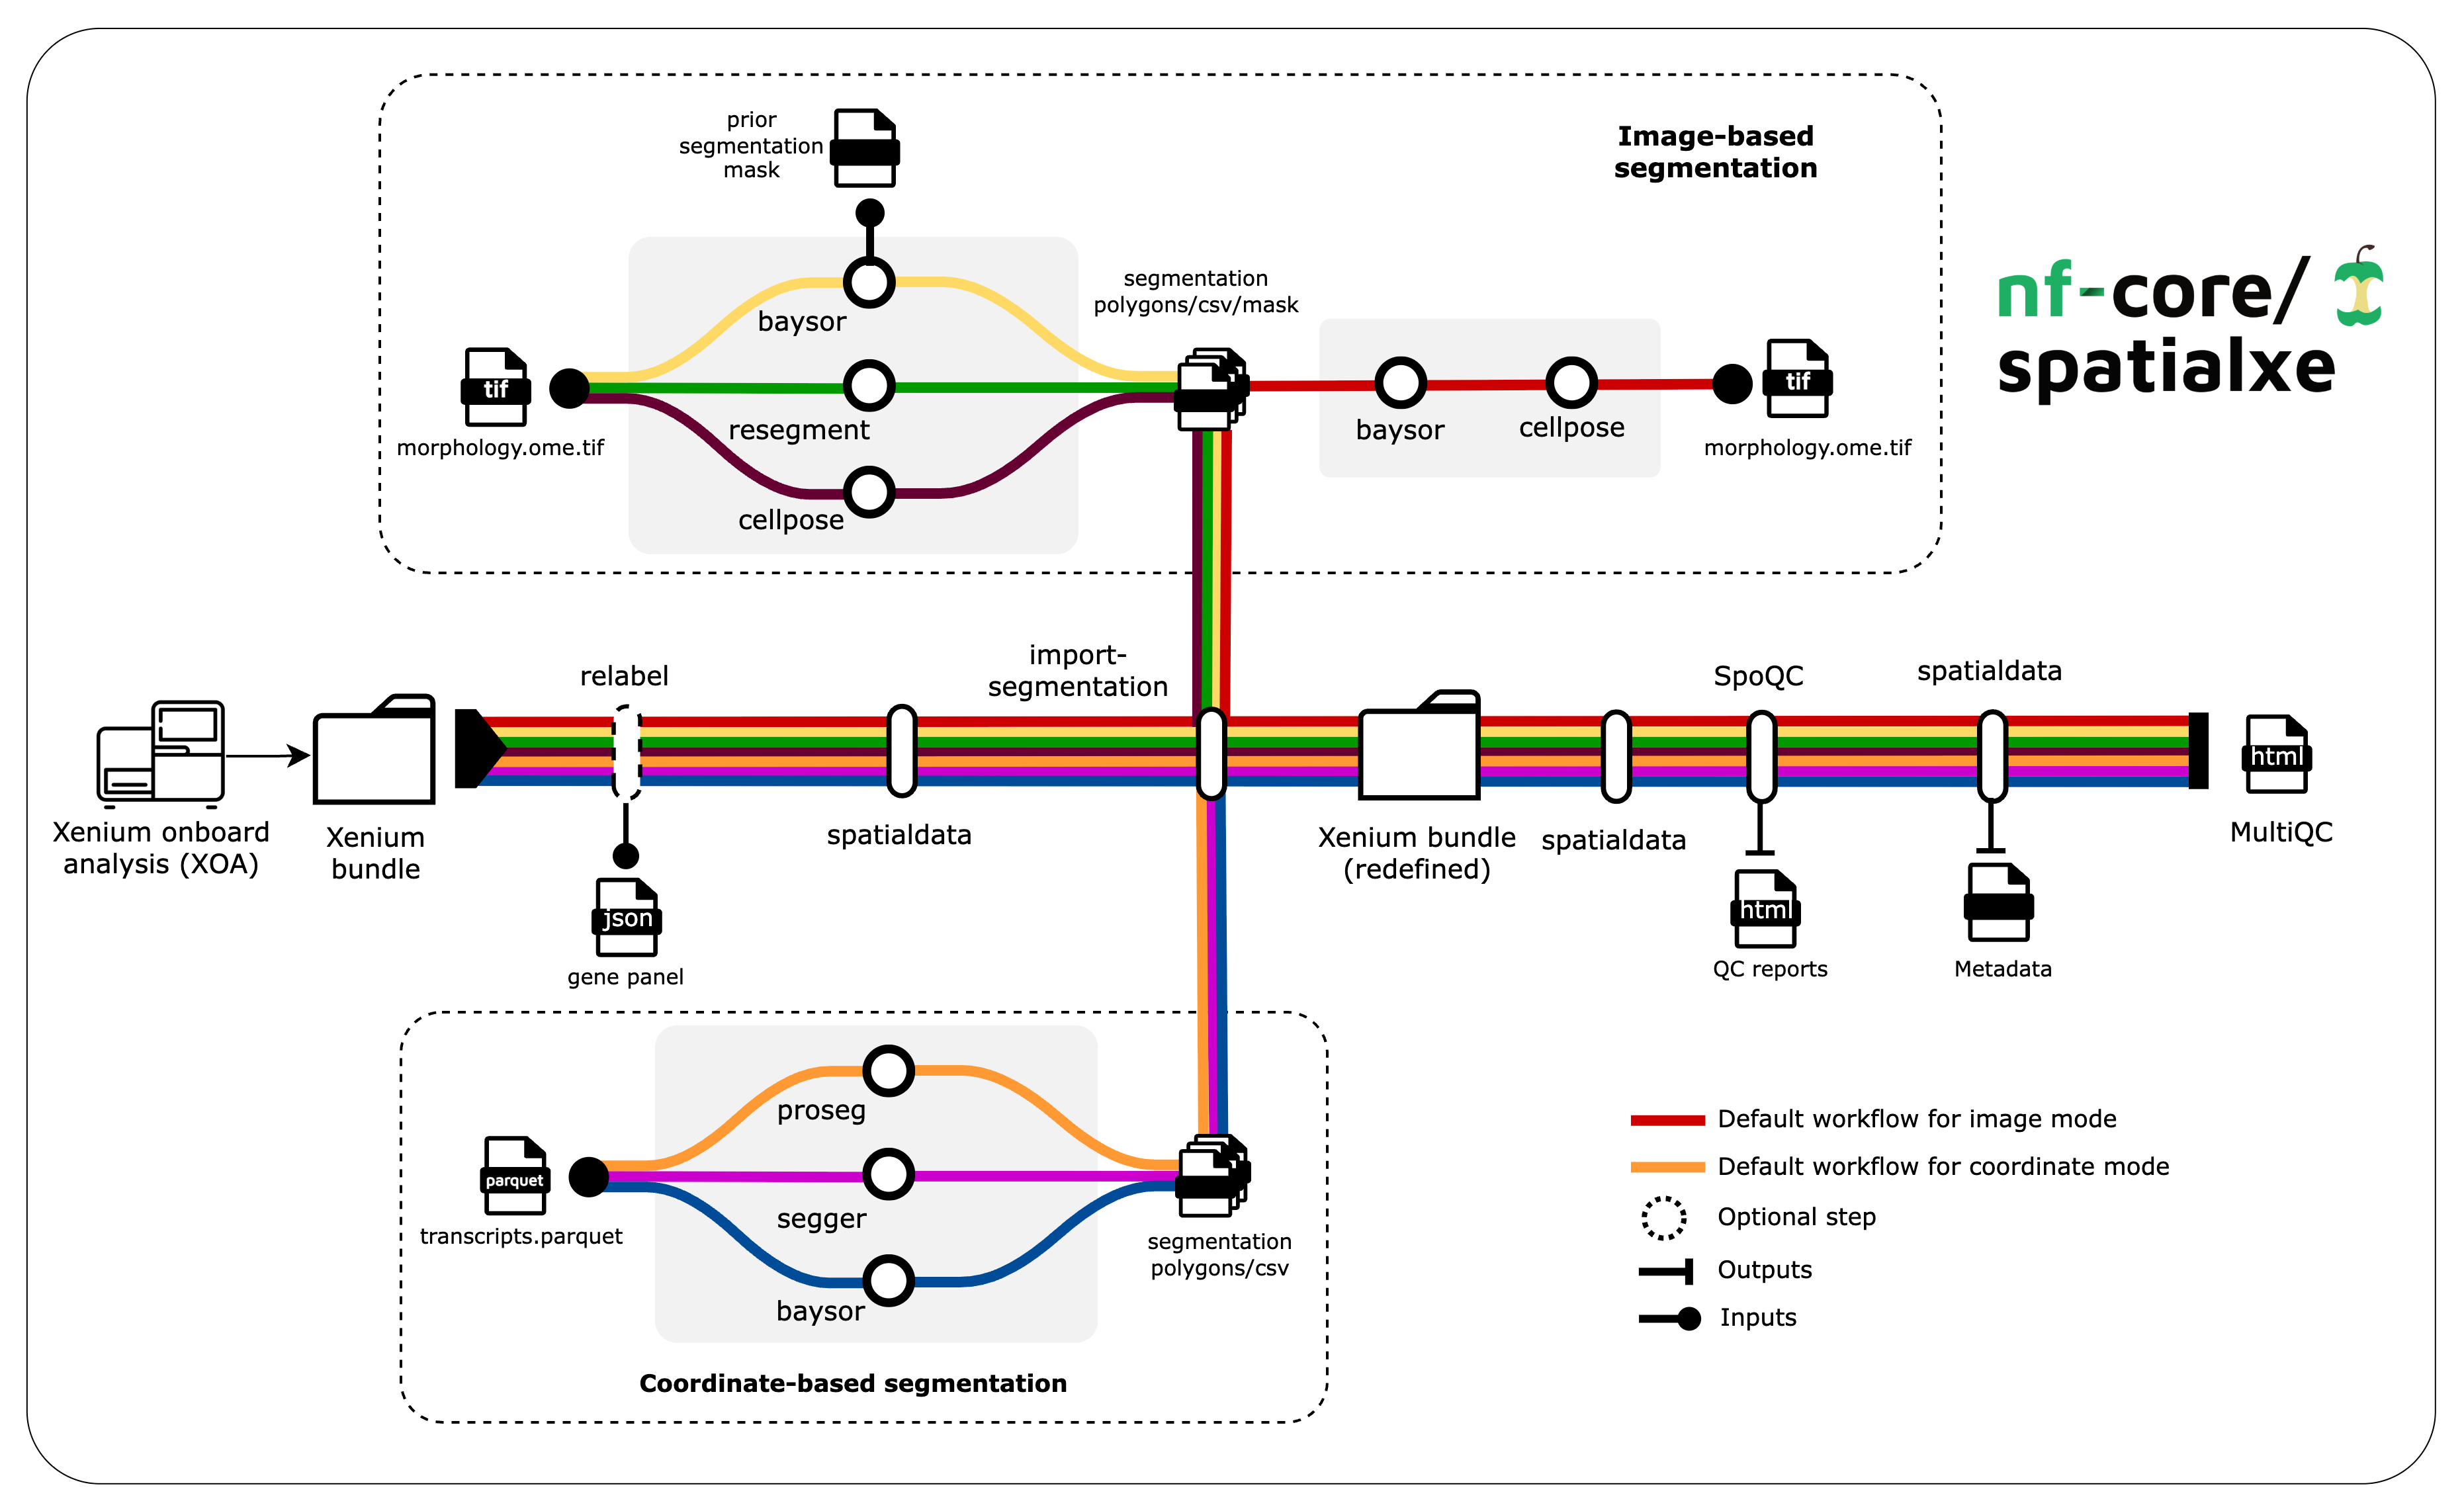 prior
segmentation
mask
Image-based
segmentation
segmentation
polygons/csv/mask
baysor
tif
morphology.ome.tif
resegment
cellpose
baysor
cellpose
tif
morphology.ome.tif
nf-core/
spatialxe
relabel
import-
segmentation
SpoQC
spatialdata
Xenium onboard
analysis (XOA)
Xenium
bundle
spatialdata
Xenium bundle
(redefined)
spatialdata
html
MultiQC
json
gene panel
html
QC reports
Metadata
proseg
parquet
transcripts.parquet
segger
segmentation
polygons/csv
baysor
Coordinate-based segmentation
Default workflow for image mode
Default workflow for coordinate mode
Optional step
Outputs
Inputs